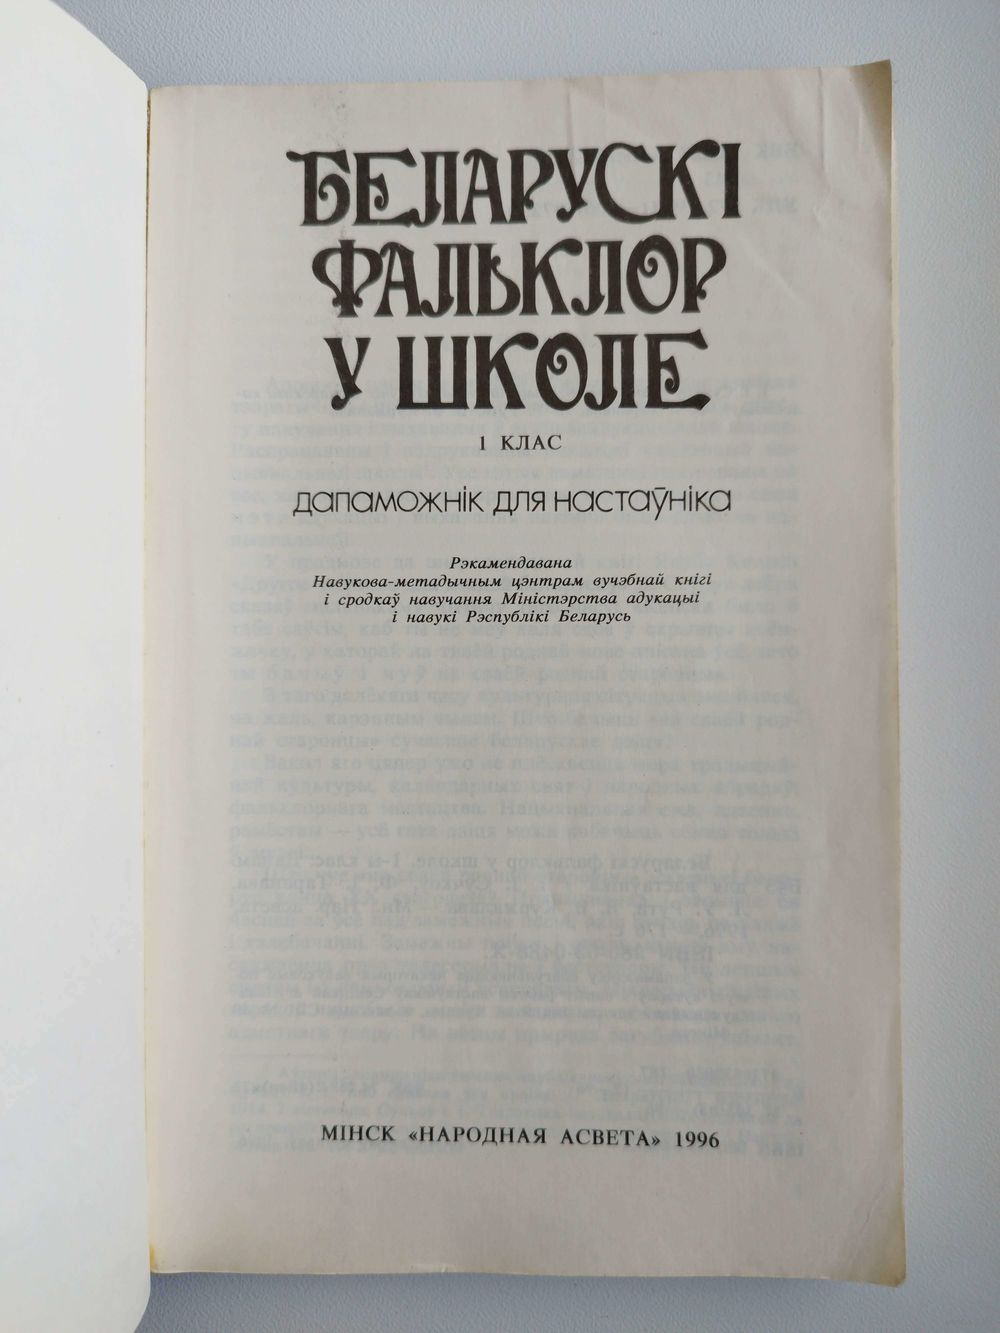 БЕЛАРУСКІ
ФАЛЬКЛОР
У ШКОЛЕ
1 КЛАС
ДАПАМОЖНІК ДЛЯ НАСТАЎНІКА
Рэкамендавана
Навукова-метадычным цэнтрам вучэбнай кнігі
і сродкаў навучання Міністэрства адукацыі
і навукі Рэспублікі Беларусь
МІНСК «НАРОДНАЯ АСВЕТА» 1996